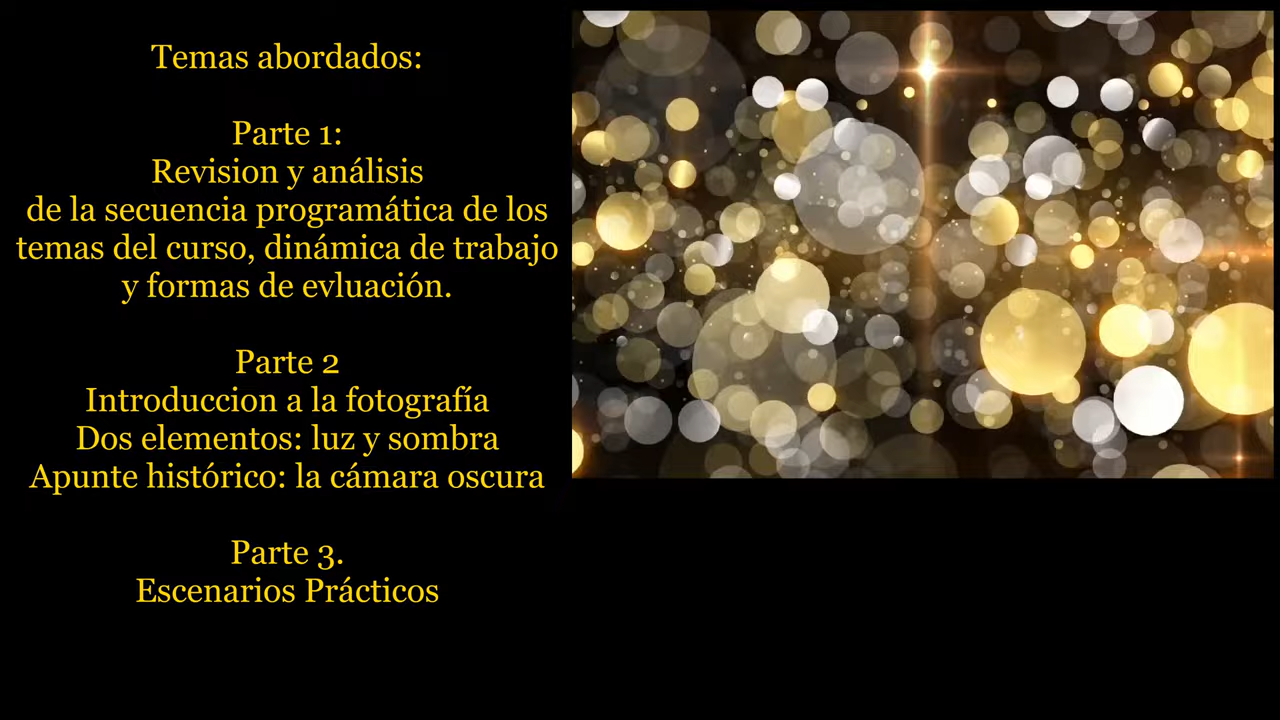 Temas abordados:
Parte 1:
Revision y análisis
de la secuencia programática de los
temas del curso, dinámica de trabajo
y formas de evluación.
Parte 2
Introduccion a la fotografía
Dos elementos: luz y sombra
Apunte histórico: la cámara oscura
Parte 3.
Escenarios Prácticos